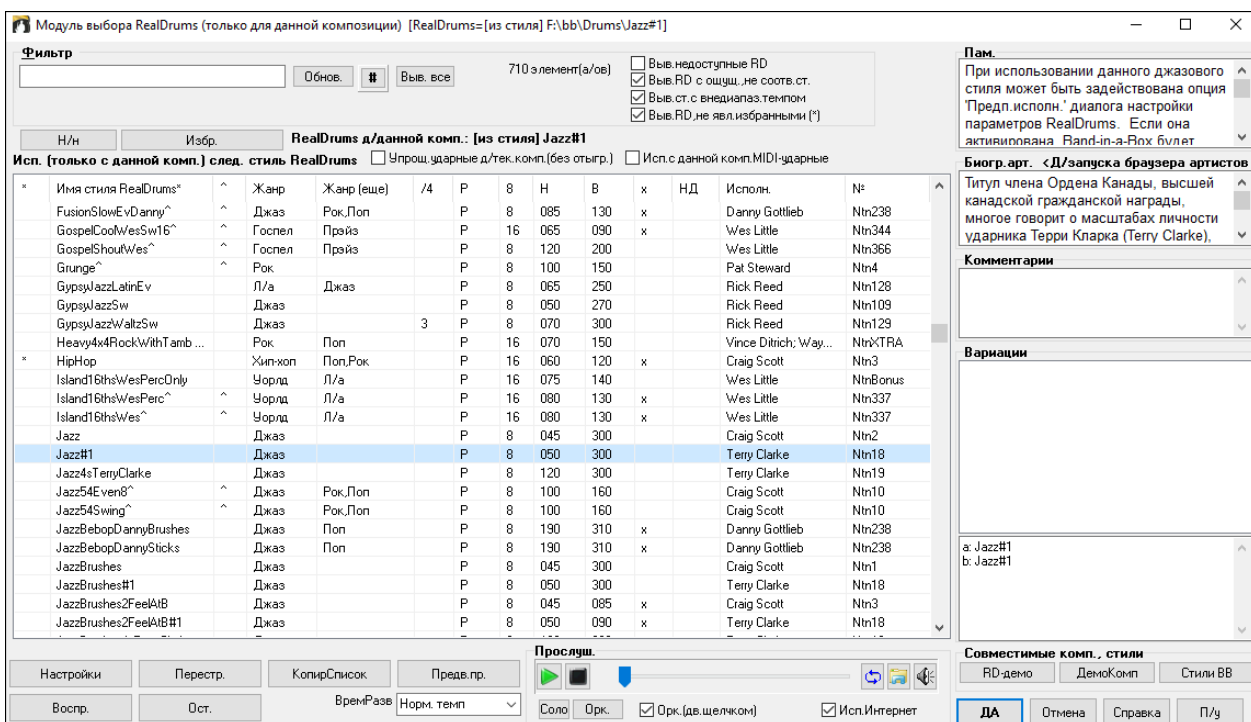 Модуль выбора RealDrums (только для данной композиции) [RealDrums=[из стиля] F:\bb\Drums\Jazz#1]
Фильтр
Обнов. # Выв. все
710 элемент(а/ов)
Выв.недоступные RD
Выв.RD с ощущ.,не соотв.ст.
Выв.ст.с внедиапаз.темпом
Выв.RD,не явл.избранными (*)
Н/н Избр. RealDrums д/данной комп.: [из стиля] Jazz#1
Исп. (только с данной комп.) след. стиль RealDrums Упрощ.ударные д/тек.комп.(без отыгр.) Исп.с данной комп.MIDI-ударные
* Имя стиля RealDrums* ^ Жанр Жанр (еще) /4 Р 8 Н В х НД Исполн. №
FusionSlowEvDanny^ ^ Джаз Рок,Поп Р 8 085 130 х Danny Gottlieb Ntn238
GospelCoolWesSw16^ ^ Госпел Прэйз Р 16 065 090 х Wes Little Ntn344
GospelShoutWes^ ^ Госпел Прэйз Р 8 120 200 Wes Little Ntn366
Grunge^ ^ Рок Р 8 100 150 Pat Steward Ntn4
GypsyJazzLatinEv Л/а Джаз Р 8 065 250 Rick Reed Ntn128
GypsyJazzSw Джаз Р 8 050 270 Rick Reed Ntn109
GypsyJazzWaltzSw Джаз 3 Р 8 070 300 Rick Reed Ntn129
Heavy4x4RockWithTamb ... Рок Поп Р 16 070 150 Vince Ditrich; Way... NtnXTRA
* HipHop Хип-хоп Поп,Рок Р 16 060 120 х Craig Scott Ntn3
Island16thsWesPercOnly Уорлд Л/а Р 16 075 140 Wes Little NtnBonus
Island16thsWesPerc^ ^ Уорлд Л/а Р 16 080 130 х Wes Little Ntn337
Island16thsWes^ ^ Уорлд Л/а Р 16 080 130 х Wes Little Ntn337
Jazz Джаз Р 8 045 300 Craig Scott Ntn2
Jazz#1 Джаз Р 8 050 300 Terry Clarke Ntn18
Jazz4sTerryClarke Джаз Р 8 120 300 Terry Clarke Ntn19
Jazz54Even8^ ^ Джаз Рок,Поп Р 8 100 160 Craig Scott Ntn10
Jazz54Swing^ ^ Джаз Рок,Поп Р 8 100 160 Craig Scott Ntn10
JazzBebopDannyBrushes Джаз Поп Р 8 190 310 х Danny Gottlieb Ntn238
JazzBebopDannySticks Джаз Поп Р 8 190 310 х Danny Gottlieb Ntn238
JazzBrushes Джаз Р 8 045 300 Craig Scott Ntn1
JazzBrushes#1 Джаз Р 8 050 300 Terry Clarke Ntn18
JazzBrushes2FeelAtB Джаз Р 8 045 085 х Craig Scott Ntn3
JazzBrushes2FeelAtB#1 Джаз Р 8 050 090 х Terry Clarke Ntn18
Пам.
При использовании данного джазового
стиля может быть задействована опция
'Предп.исполн.' диалога настройки
параметров RealDrums. Если она
активирована, Band-in-a-Box будет
Биогр.арт. <Д/запуска браузера артистов
Титул члена Ордена Канады, высшей
канадской гражданской награды,
многое говорит о масштабах личности
ударника Терри Кларка (Terry Clarke),
Комментарии
Вариации
a: Jazz#1
b: Jazz#1
Настройки Перестр. КопирСписок Предв.пр.
Воспр. Ост. ВремРазв Норм. темп
Прослуш.
Соло Орк. Орк.(дв.щелчком) Исп.Интернет
Совместимые комп., стили
RD-демо ДемоКомп Стили BB
ДА Отмена Справка П/у